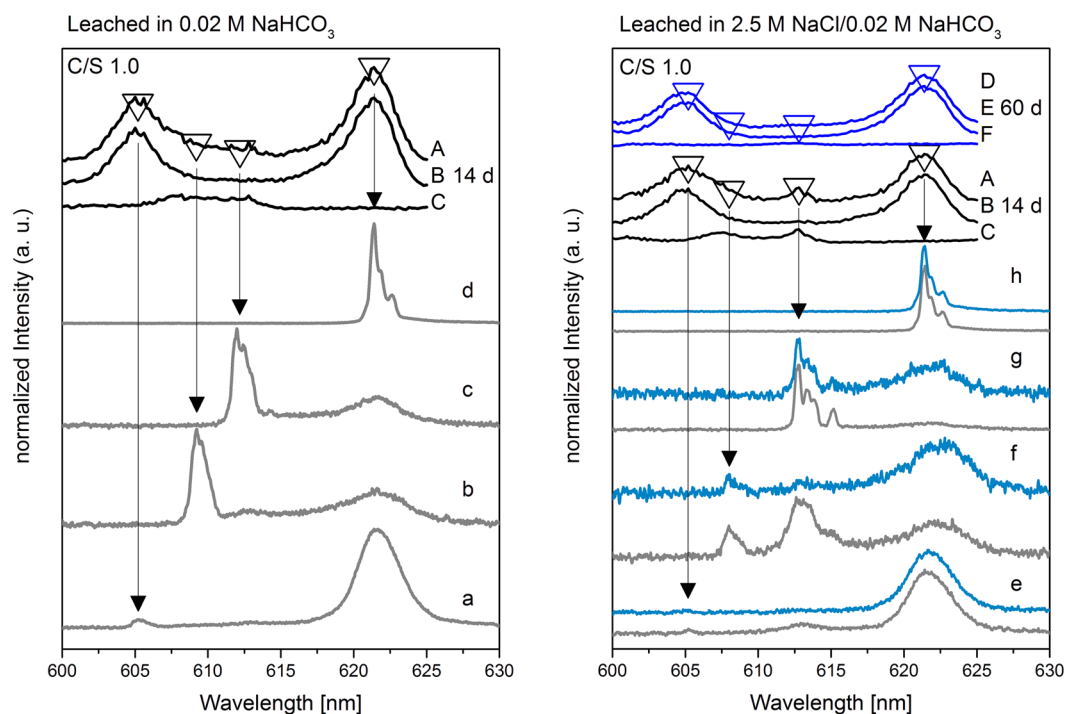 Leached in 0.02 M NaHCO₃
C/S 1.0
A
B 14 d
C
d
c
b
a
normalized Intensity (a. u.)
600 605 610 615 620 625 630
Wavelength [nm]
Leached in 2.5 M NaCl/0.02 M NaHCO₃
C/S 1.0
D
E 60 d
F
A
B 14 d
C
h
g
f
e
normalized Intensity (a. u.)
600 605 610 615 620 625 630
Wavelength [nm]